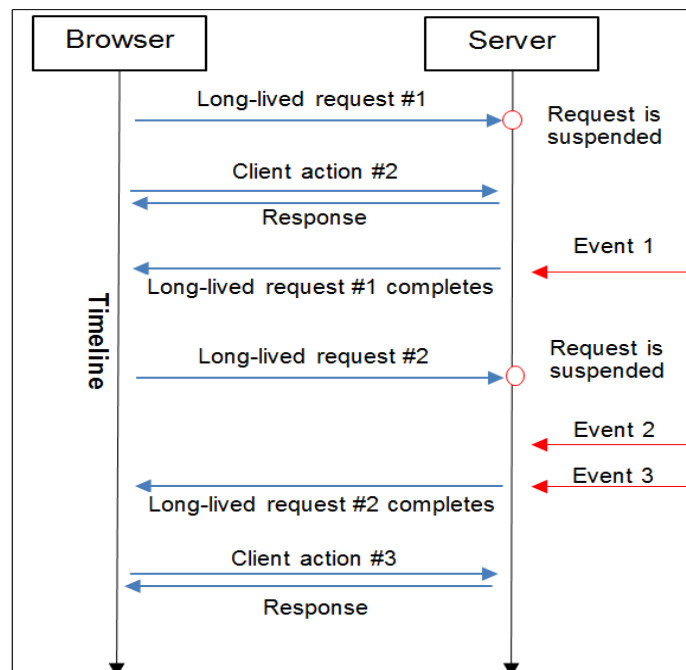 Browser
Server
Long-lived request #1
Request is
suspended
Client action #2
Response
Event 1
Long-lived request #1 completes
Timeline
Long-lived request #2
Request is
suspended
Event 2
Event 3
Long-lived request #2 completes
Client action #3
Response